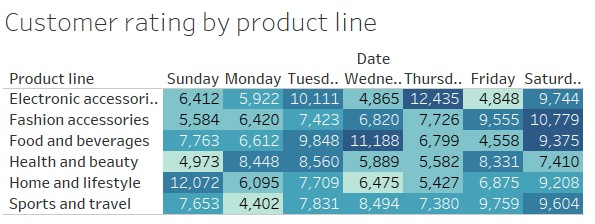 Customer rating by product line
Date
Product line Sunday Monday Tuesd.. Wedne.. Thursd.. Friday Saturd..
Electronic accessori.. 6,412 5,922 10,111 4,865 12,435 4,848 9,744
Fashion accessories 5,584 6,420 7,423 6,820 7,726 9,555 10,779
Food and beverages 7,763 6,612 9,848 11,188 6,799 4,558 9,375
Health and beauty 4,973 8,448 8,560 5,889 5,582 8,331 7,410
Home and lifestyle 12,072 6,095 7,709 6,475 5,427 6,875 9,208
Sports and travel 7,653 4,402 7,831 8,494 7,380 9,759 9,604